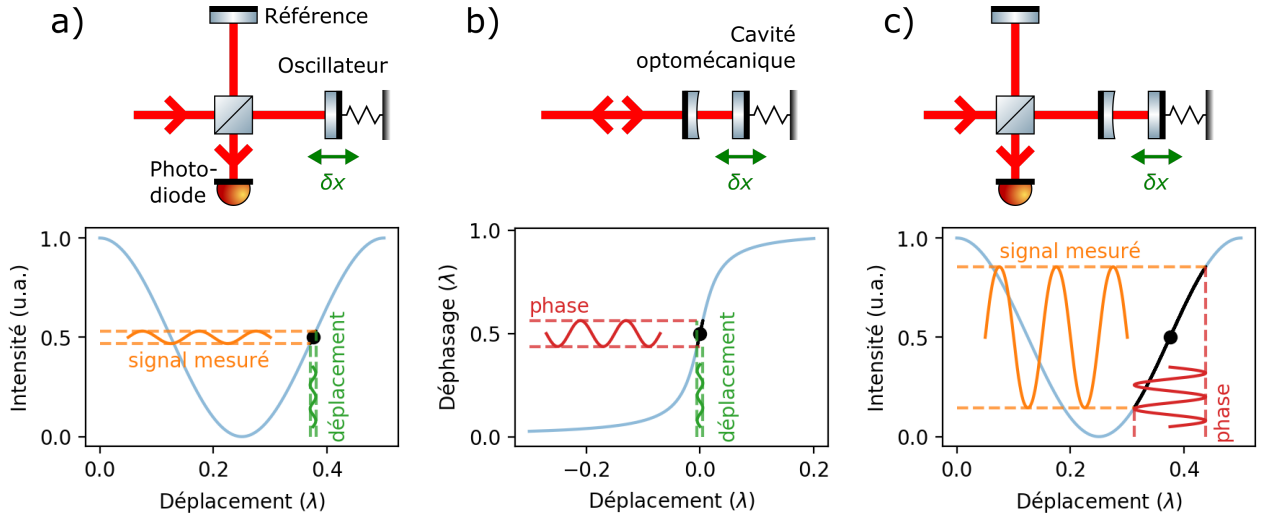 a)
Référence
Oscillateur
Photo-
diode
δx
Intensité (u.a.)
1.0
0.5
0.0
signal mesuré
déplacement
0.0
0.2
0.4
Déplacement (λ)
b)
Cavité
optomécanique
δx
Déphasage (λ)
1.0
0.5
0.0
phase
déplacement
−0.2
0.0
0.2
Déplacement (λ)
c)
δx
Intensité (u.a.)
1.0
0.5
0.0
signal mesuré
phase
0.0
0.2
0.4
Déplacement (λ)